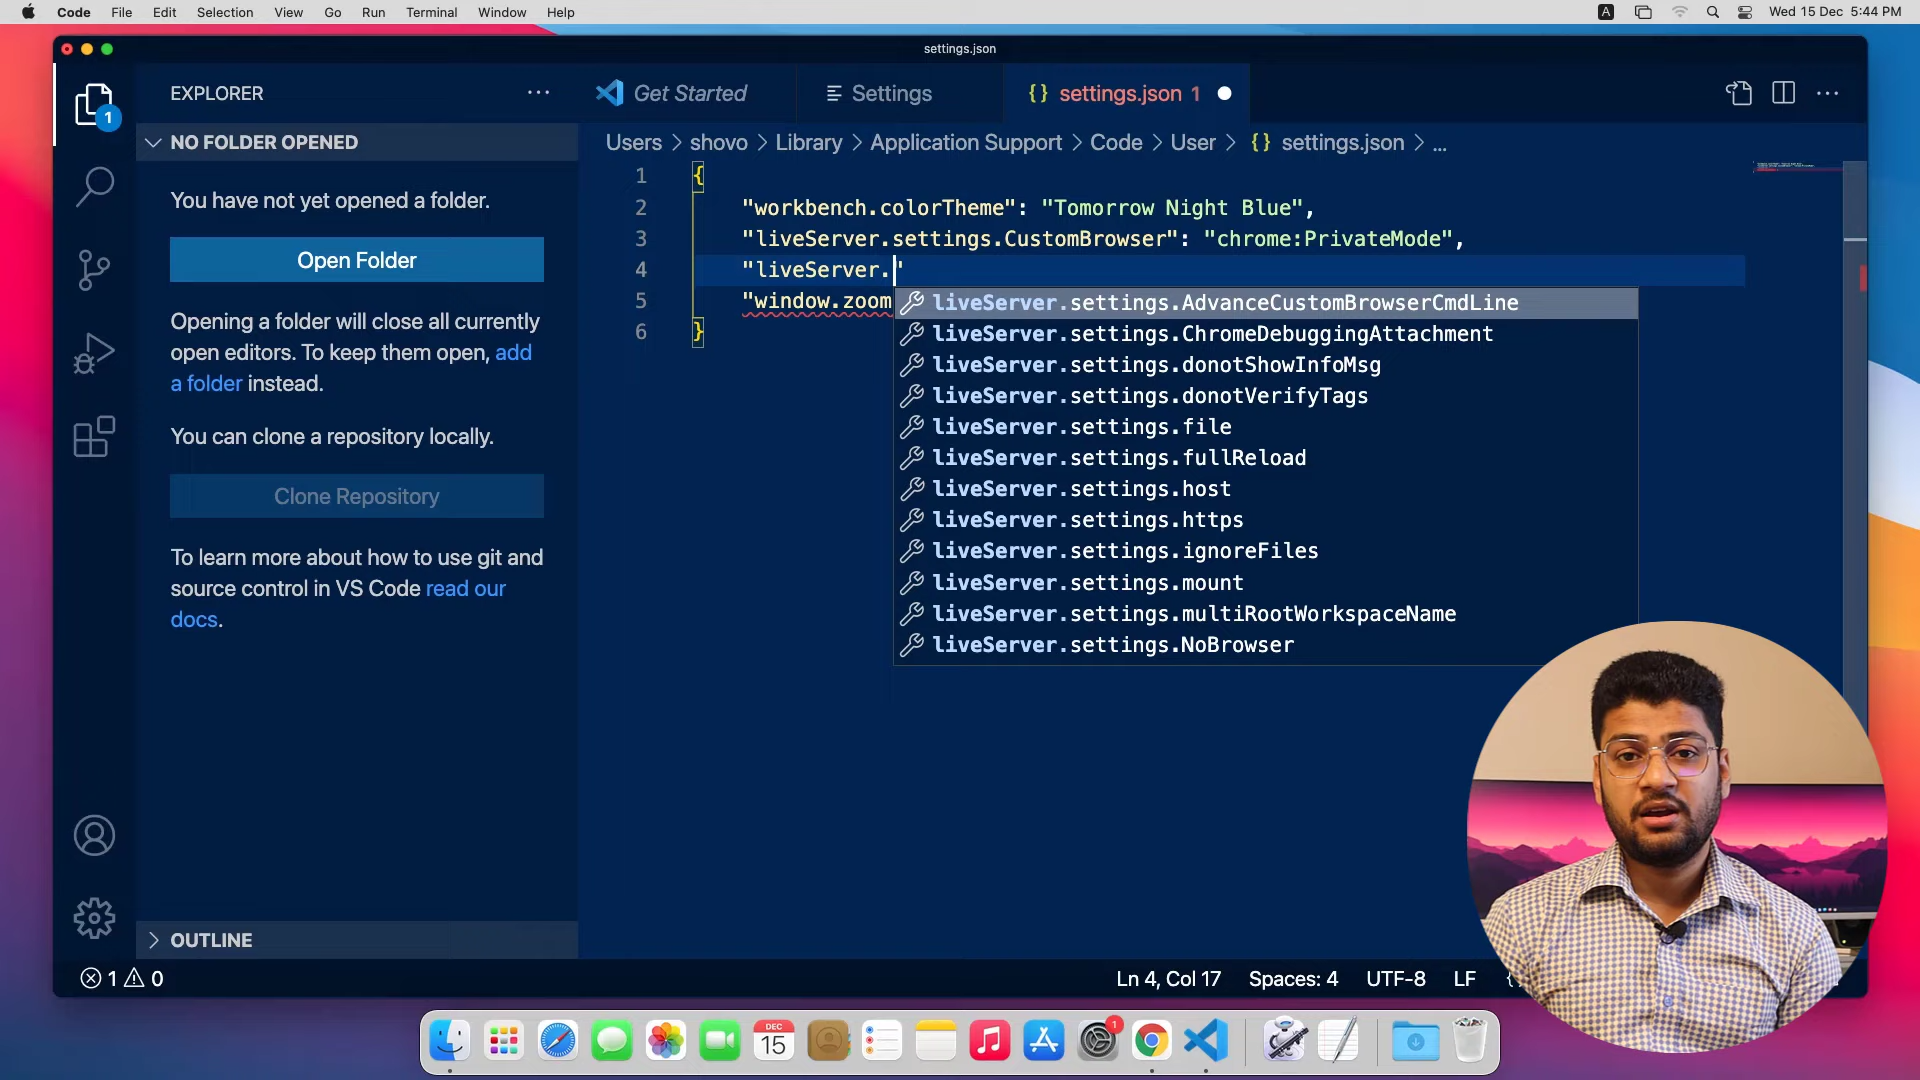 Code File Edit Selection View Go Run Terminal Window Help
A
Wed 15 Dec 5:44 PM
settings.json
1
EXPLORER
Get Started
Settings
{} settings.json 1
NO FOLDER OPENED
Users > shovo > Library > Application Support > Code > User > {} settings.json > ...
You have not yet opened a folder.
Open Folder
Opening a folder will close all currently
open editors. To keep them open, add
a folder instead.
You can clone a repository locally.
Clone Repository
To learn more about how to use git and
source control in VS Code read our
docs.
OUTLINE
1 {
2 "workbench.colorTheme": "Tomorrow Night Blue",
3 "liveServer.settings.CustomBrowser": "chrome:PrivateMode",
4 "liveServer."
5 "window.zoom
6 }
liveServer.settings.AdvanceCustomBrowserCmdLine
liveServer.settings.ChromeDebuggingAttachment
liveServer.settings.donotShowInfoMsg
liveServer.settings.donotVerifyTags
liveServer.settings.file
liveServer.settings.fullReload
liveServer.settings.host
liveServer.settings.https
liveServer.settings.ignoreFiles
liveServer.settings.mount
liveServer.settings.multiRootWorkspaceName
liveServer.settings.NoBrowser
1 0
Ln 4, Col 17 Spaces: 4 UTF-8 LF
DEC
15
1